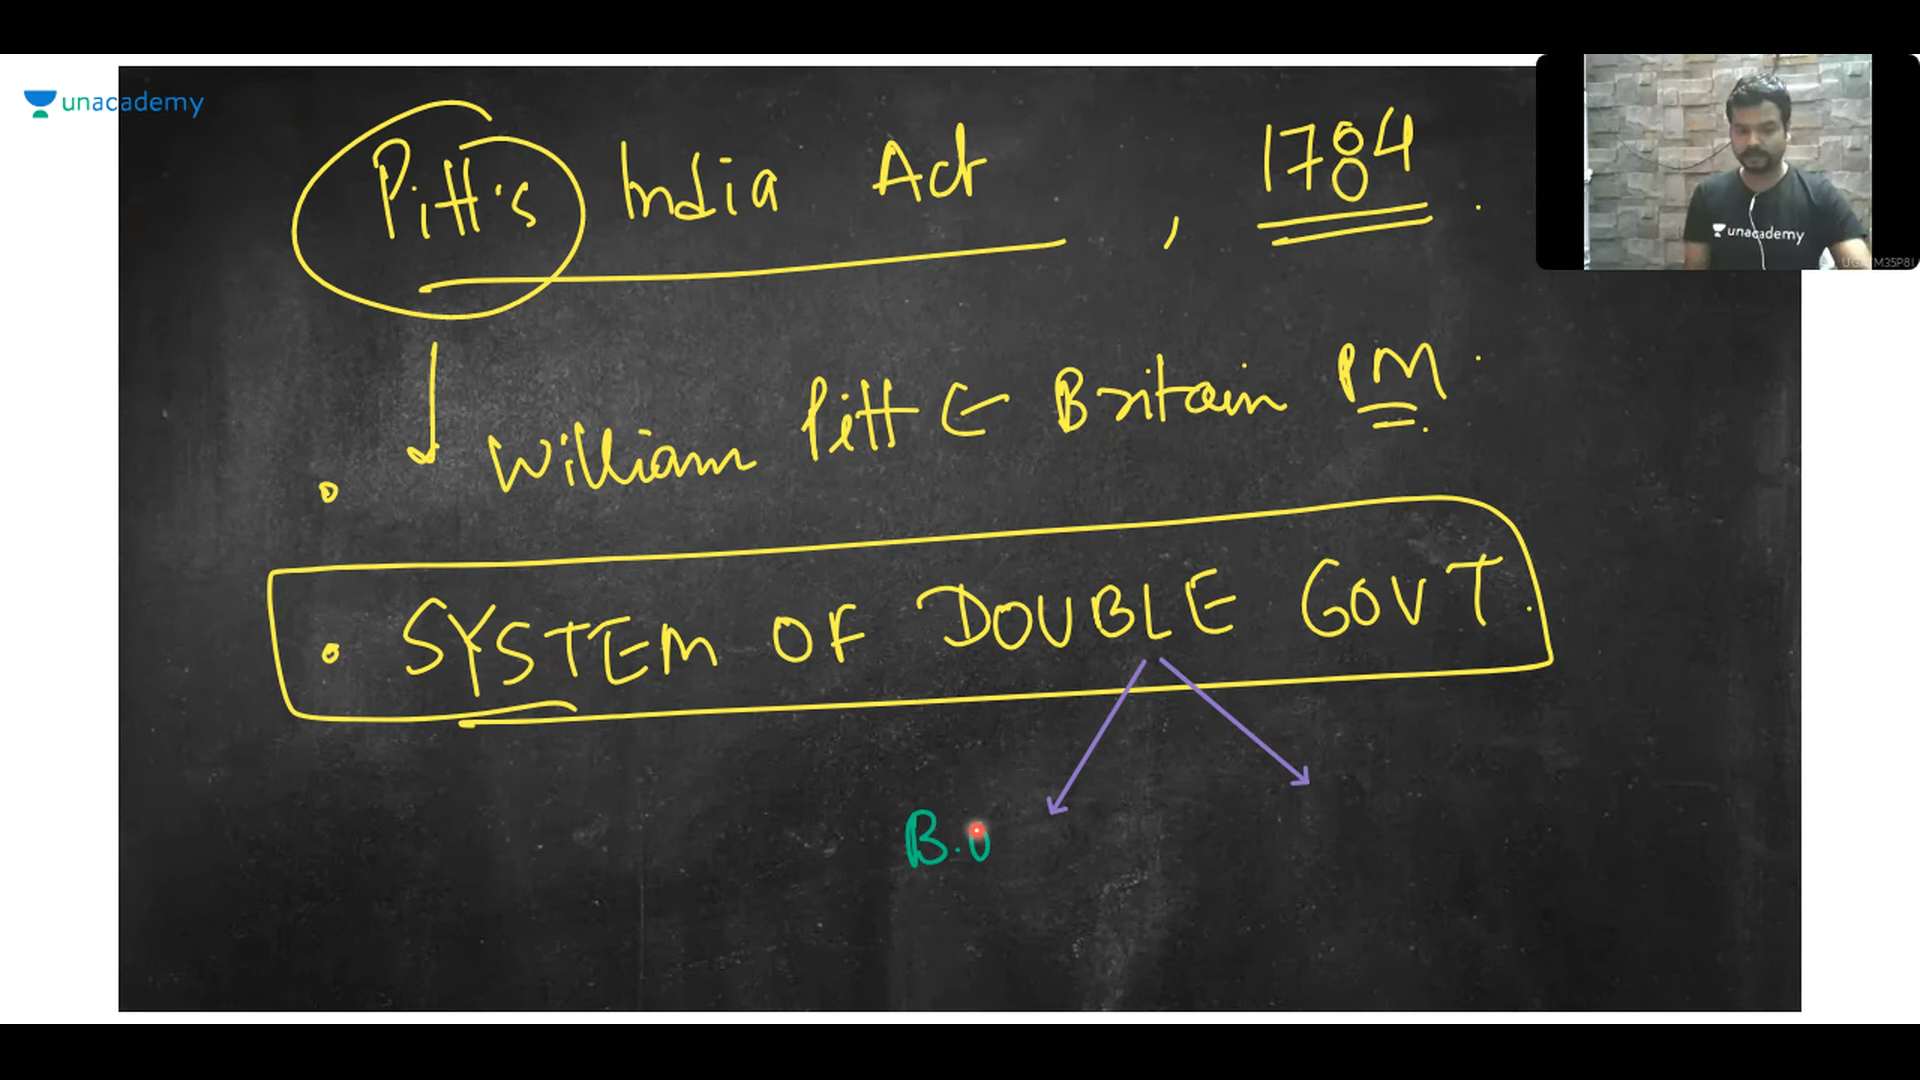 unacademy
Pitt's India Act, 1784.
William Pitt ∈ Britain PM.
• SYSTEM OF DOUBLE GOVT.
B.O
unacademy